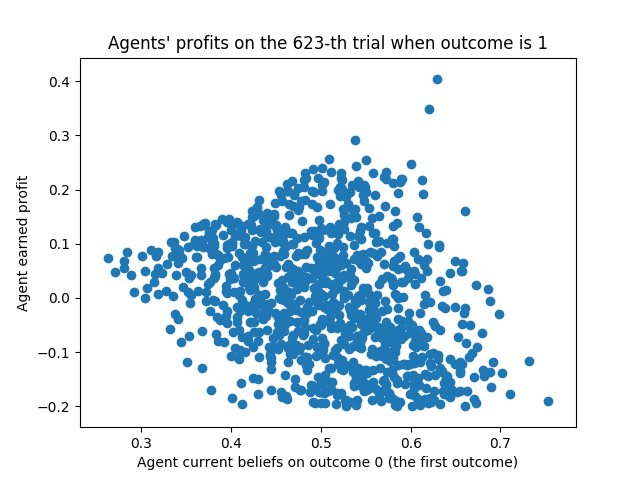 Agents' profits on the 623-th trial when outcome is 1
0.4
0.3
0.2
0.1
0.0
−0.1
−0.2
Agent earned profit
0.3 0.4 0.5 0.6 0.7
Agent current beliefs on outcome 0 (the first outcome)